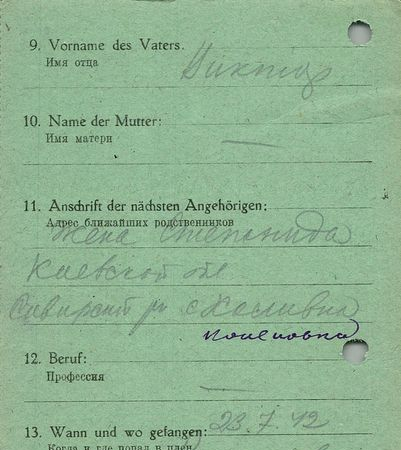 9. Vorname des Vaters.
Имя отца
Виктор
10. Name der Mutter:
Имя матери
—
11. Anschrift der nächsten Angehörigen:
Адрес ближайших родственников
Жена Степанида
Киевской обл
р с
12. Beruf:
Профессия
—
23.7.42
13. Wann und wo gefangen:
Когда и где попал в плен